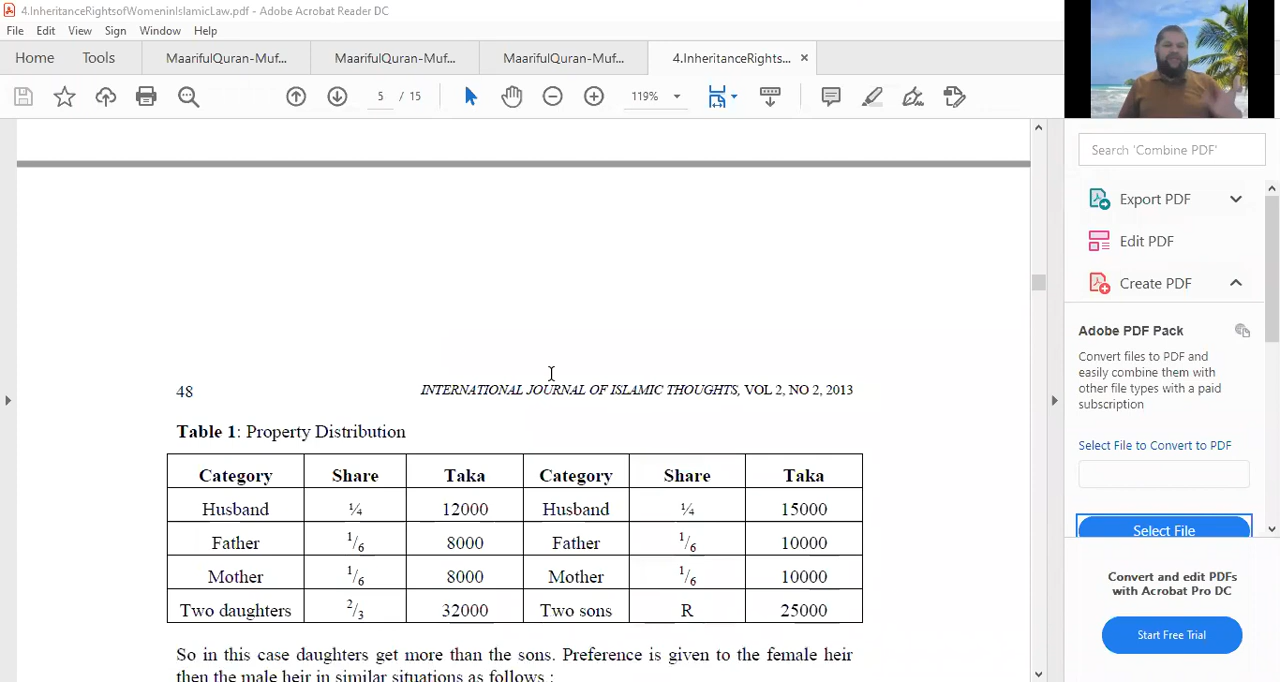 4.InheritanceRightsofWomeninIslamicLaw.pdf - Adobe Acrobat Reader DC
File Edit View Sign Window Help
Home Tools MaarifulQuran-Muf... MaarifulQuran-Muf... MaarifulQuran-Muf... 4.InheritanceRights... ×
5 / 15 119%
Search 'Combine PDF'
Export PDF
Edit PDF
Create PDF
Adobe PDF Pack
Convert files to PDF and
easily combine them with
other file types with a paid
subscription
Select File to Convert to PDF
Select File
Convert and edit PDFs
with Acrobat Pro DC
Start Free Trial
48 INTERNATIONAL JOURNAL OF ISLAMIC THOUGHTS, VOL 2, NO 2, 2013
Table 1: Property Distribution
Category Share Taka Category Share Taka
Husband ¼ 12000 Husband ¼ 15000
Father 1/6 8000 Father 1/6 10000
Mother 1/6 8000 Mother 1/6 10000
Two daughters 2/3 32000 Two sons R 25000
So in this case daughters get more than the sons. Preference is given to the female heir
then the male heir in similar situations as follows :